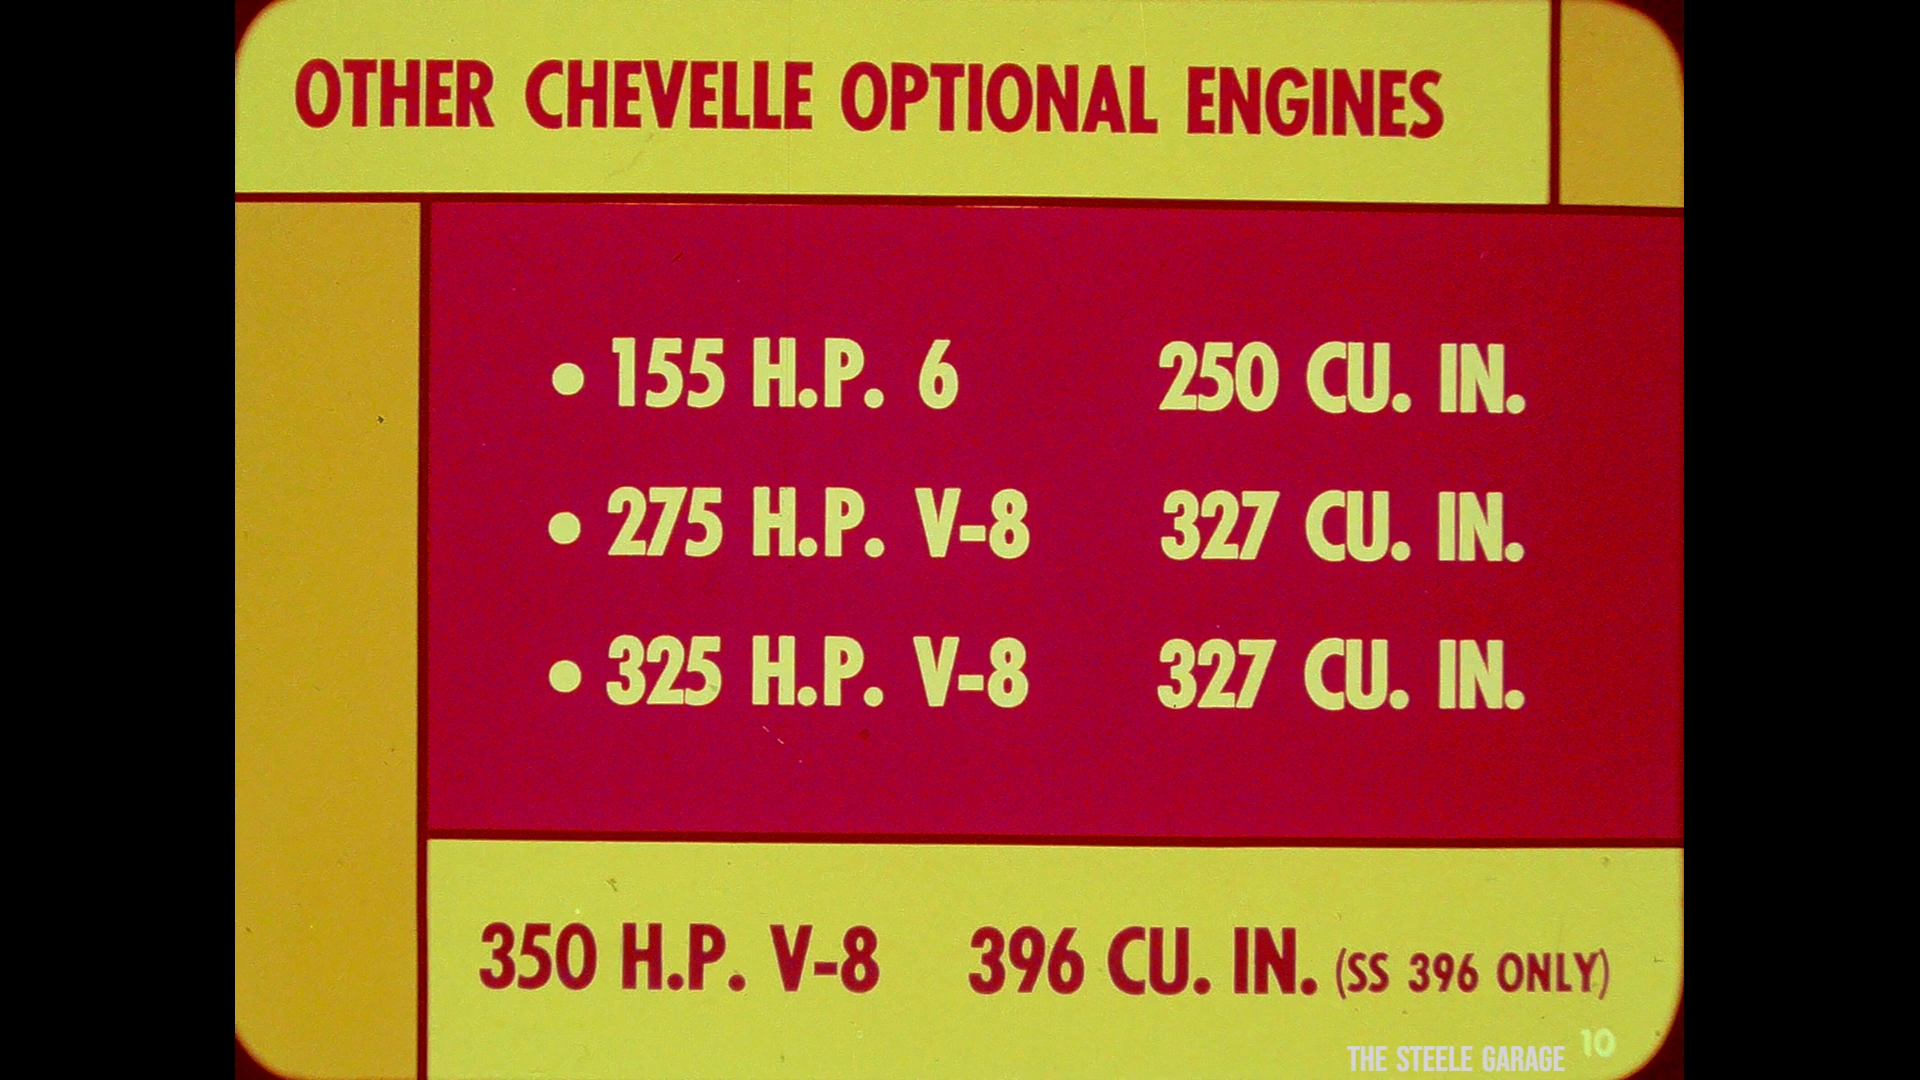 OTHER CHEVELLE OPTIONAL ENGINES
• 155 H.P. 6 250 CU. IN.
• 275 H.P. V-8 327 CU. IN.
• 325 H.P. V-8 327 CU. IN.
350 H.P. V-8 396 CU. IN. (SS 396 ONLY)
10
THE STEELE GARAGE